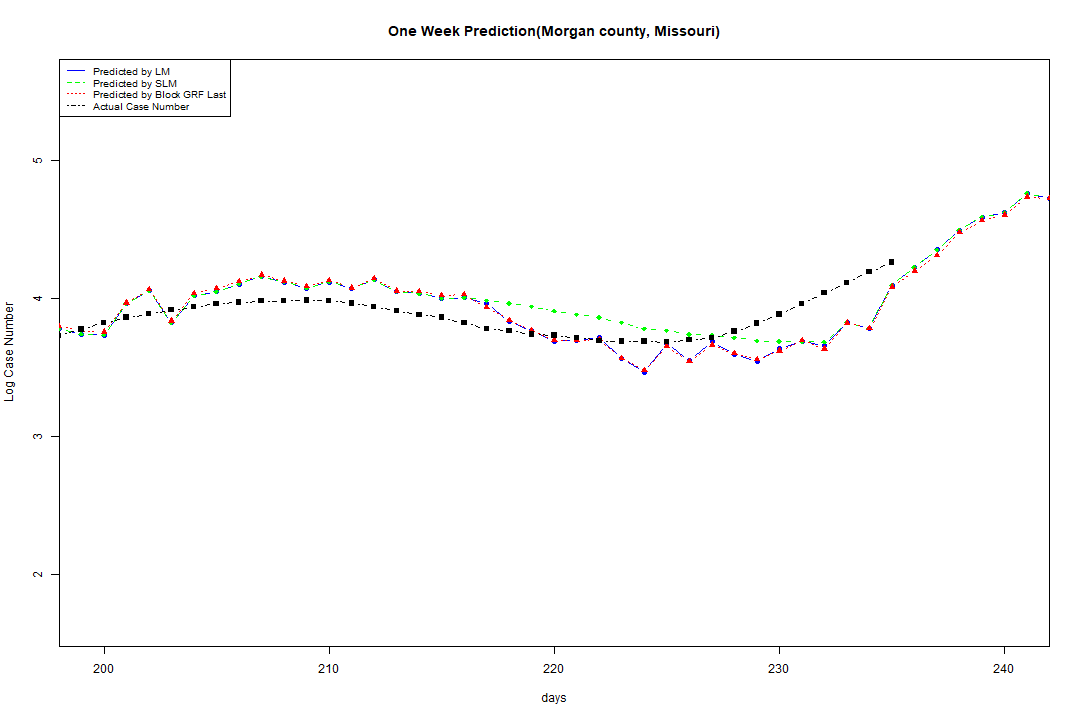 One Week Prediction(Morgan county, Missouri)
Predicted by LM
Predicted by SLM
Predicted by Block GRF Last
Actual Case Number
5
4
3
2
Log Case Number
200 210 220 230 240
days